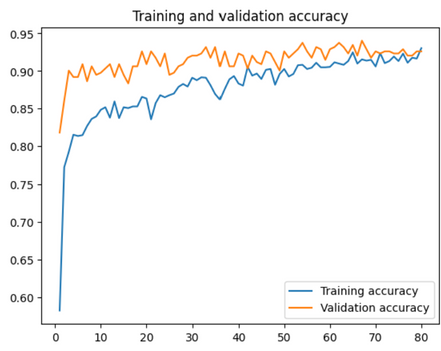 Training and validation accuracy
0.95
0.90
0.85
0.80
0.75
0.70
0.65
0.60
Training accuracy
Validation accuracy
0 10 20 30 40 50 60 70 80